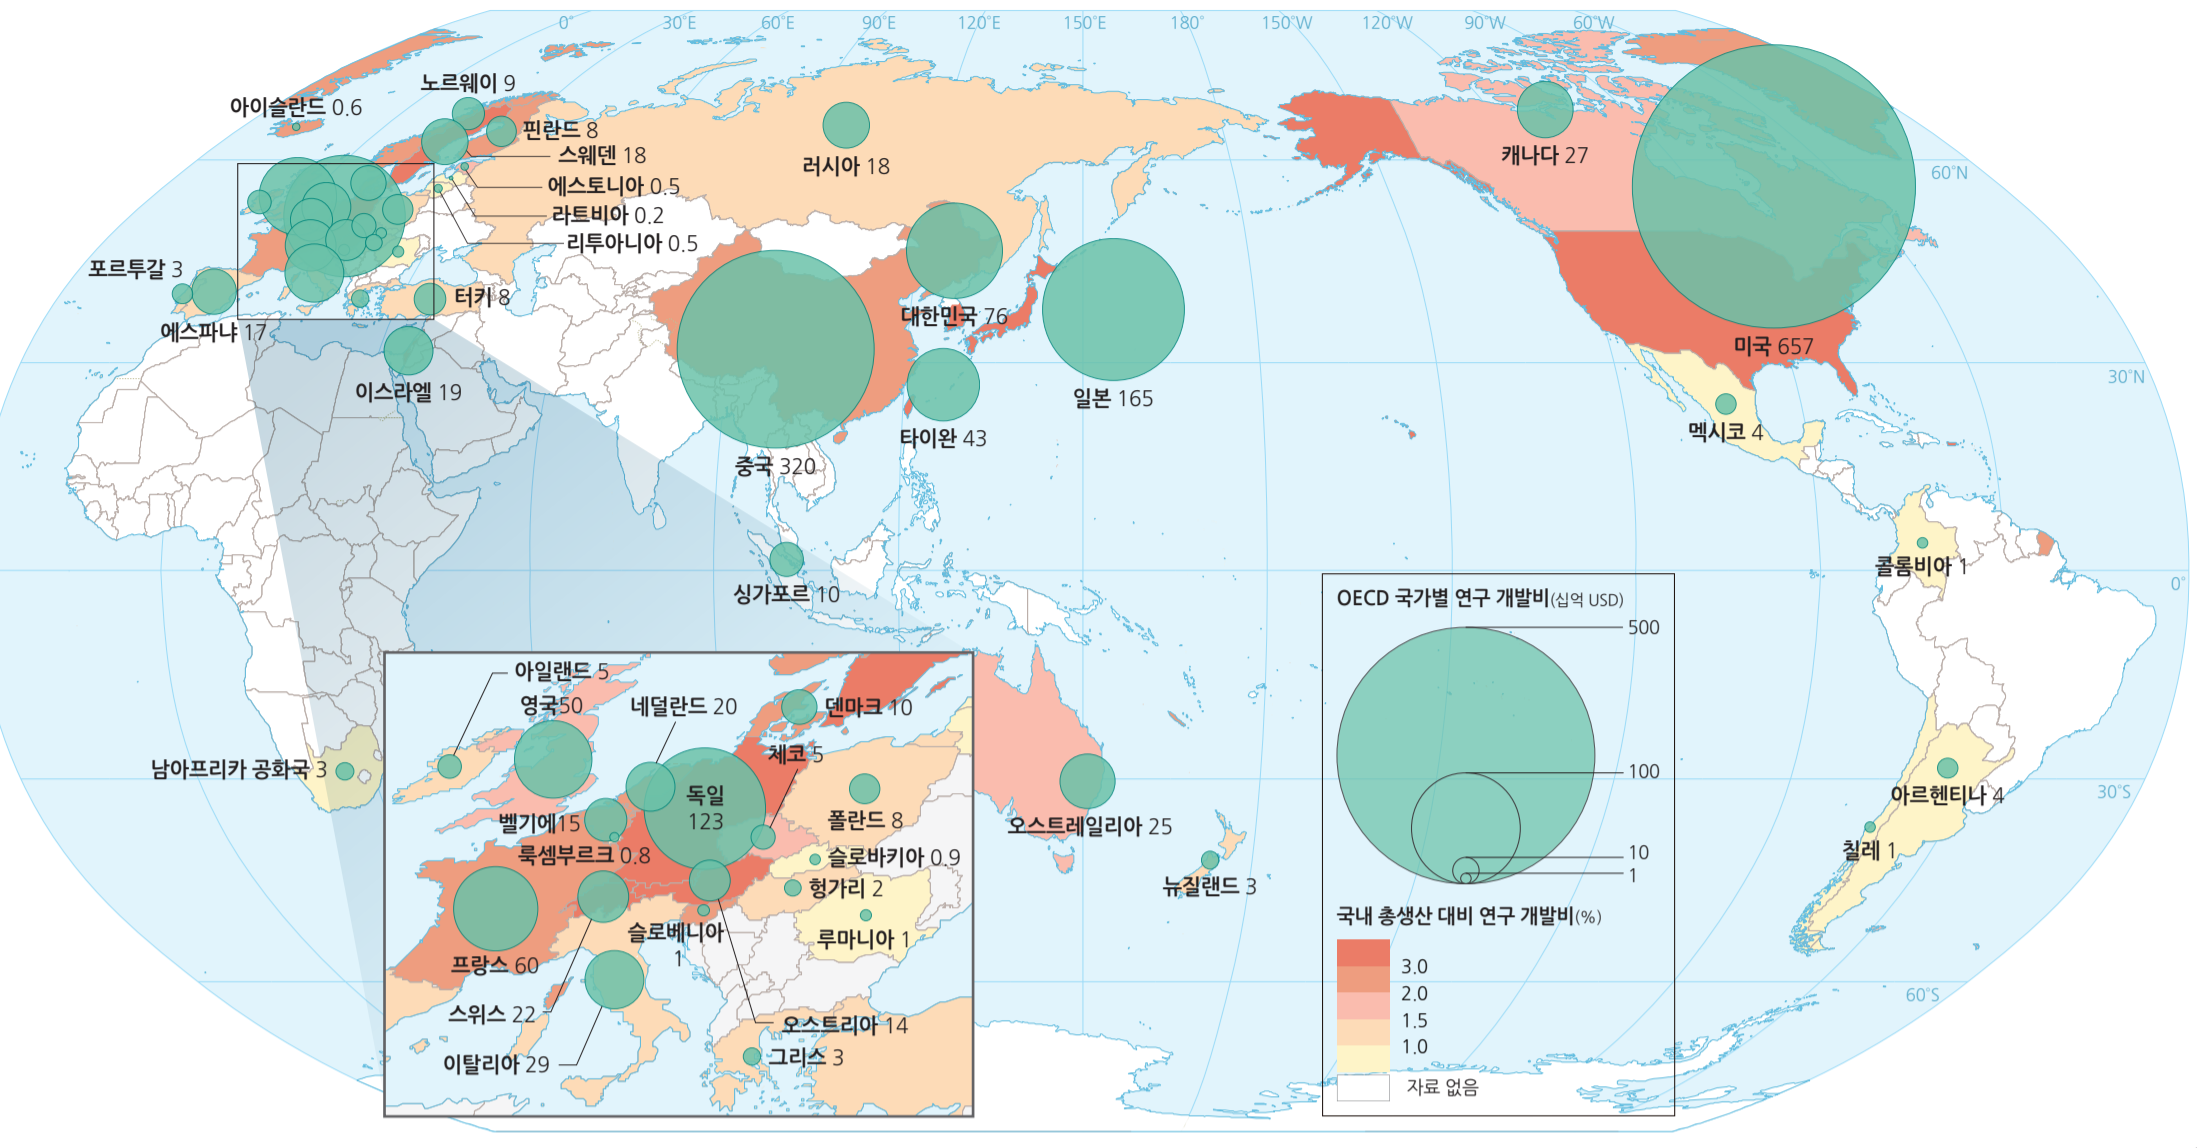 0°
30°E
60°E
90°E
120°E
150°E
180°
150°W
120°W
90°W
60°W
노르웨이 9
아이슬란드 0.6
핀란드 8
스웨덴 18
에스토니아 0.5
라트비아 0.2
리투아니아 0.5
러시아 18
캐나다 27
60°N
포르투갈 3
에스파냐 17
터키 8
이스라엘 19
대한민국 76
일본 165
타이완 43
중국 320
미국 657
30°N
멕시코 4
싱가포르 10
콜롬비아 1
0°
남아프리카 공화국 3
오스트레일리아 25
뉴질랜드 3
아르헨티나 4
30°S
칠레 1
60°S
아일랜드 5
영국50
네덜란드 20
덴마크 10
체코 5
독일
123
폴란드 8
벨기에15
룩셈부르크 0.8
슬로바키아 0.9
헝가리 2
루마니아 1
슬로베니아
1
프랑스 60
스위스 22
오스트리아 14
이탈리아 29
그리스 3
OECD 국가별 연구 개발비(십억 USD)
500
100
10
1
국내 총생산 대비 연구 개발비(%)
3.0
2.0
1.5
1.0
자료 없음